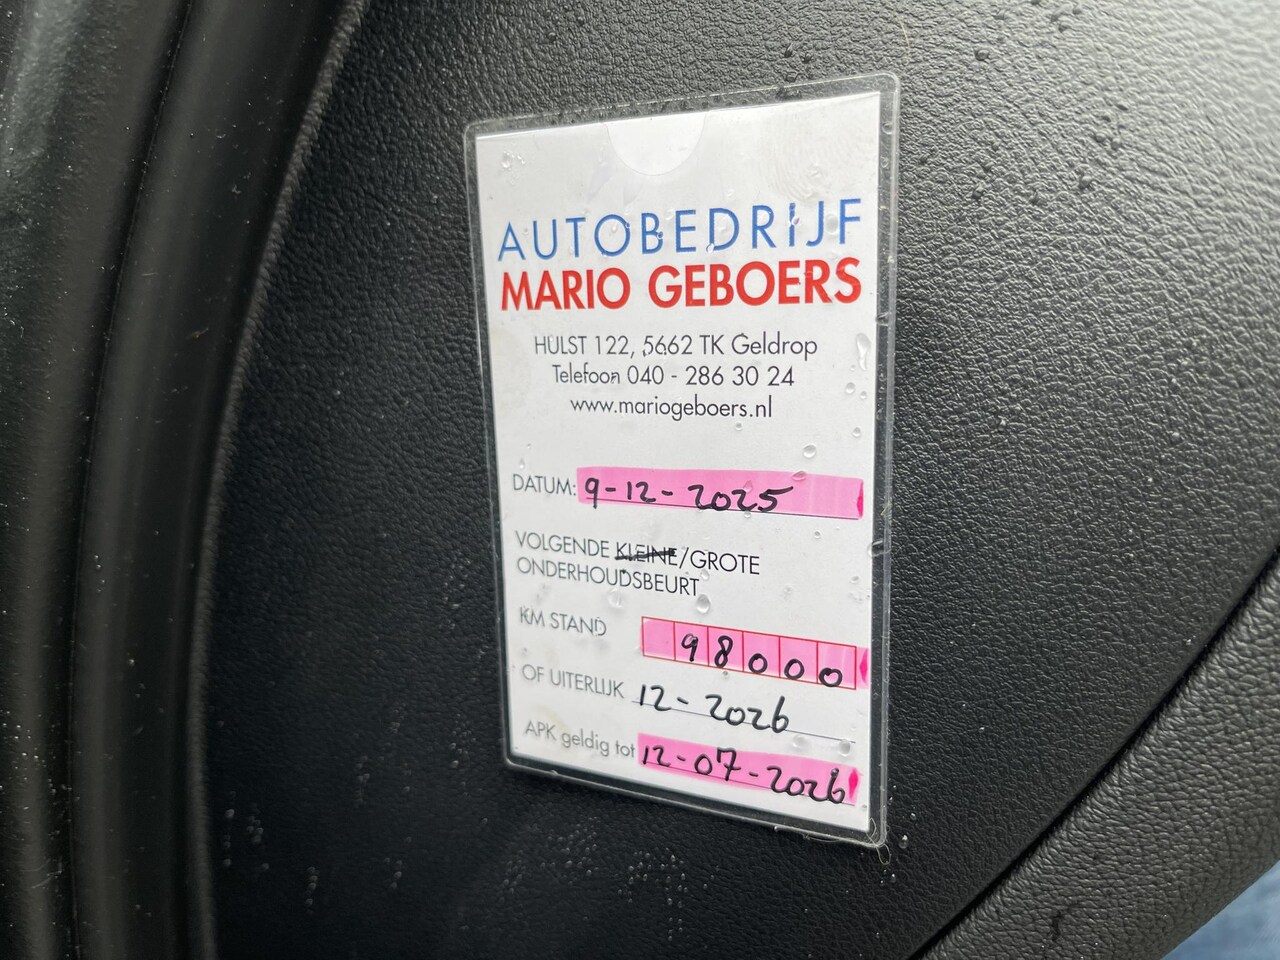 AUTOBEDRIJF
MARIO GEBOERS
HULST 122, 5662 TK Geldrop
Telefoon 040 - 286 30 24
www.mariogeboers.nl
DATUM: 9-12-2025
VOLGENDE KLEINE/GROTE
ONDERHOUDSBEURT
KM STAND 98000
OF UITERLIJK 12-2026
APK geldig tot 12-07-2026